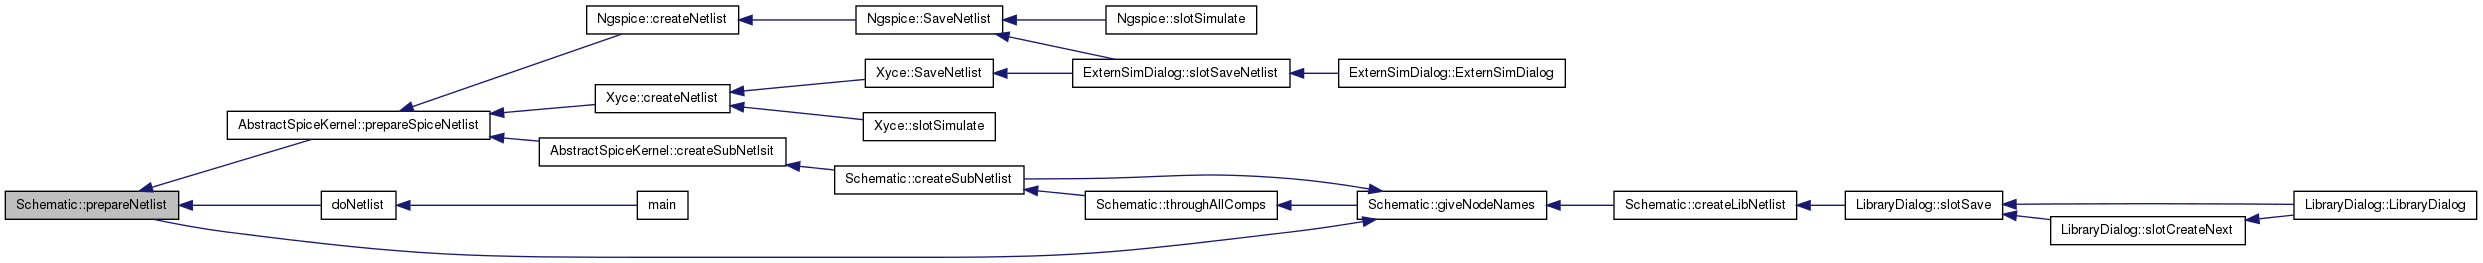 Ngspice::createNetlist
Ngspice::SaveNetlist
Ngspice::slotSimulate
Xyce::SaveNetlist
ExternSimDialog::slotSaveNetlist
ExternSimDialog::ExternSimDialog
Xyce::createNetlist
AbstractSpiceKernel::prepareSpiceNetlist
Xyce::slotSimulate
AbstractSpiceKernel::createSubNetlsit
Schematic::createSubNetlist
Schematic::prepareNetlist
doNetlist
main
Schematic::throughAllComps
Schematic::giveNodeNames
Schematic::createLibNetlist
LibraryDialog::slotSave
LibraryDialog::LibraryDialog
LibraryDialog::slotCreateNext